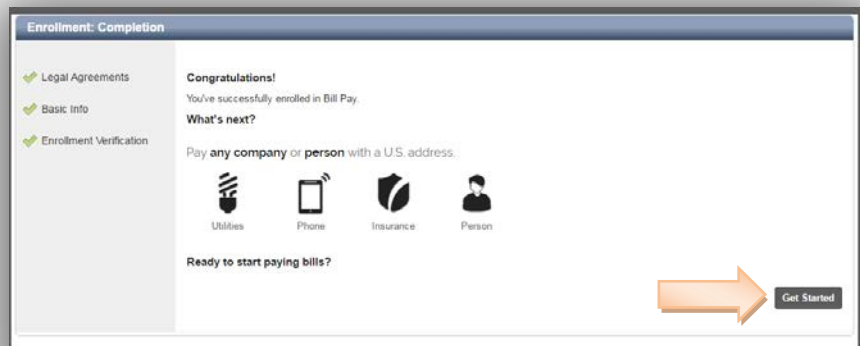 Enrollment: Completion
Legal Agreements
Basic Info
Enrollment Verification
Congratulations!
You've successfully enrolled in Bill Pay.
What's next?
Pay any company or person with a U.S. address.
Utilities Phone Insurance Person
Ready to start paying bills?
Get Started